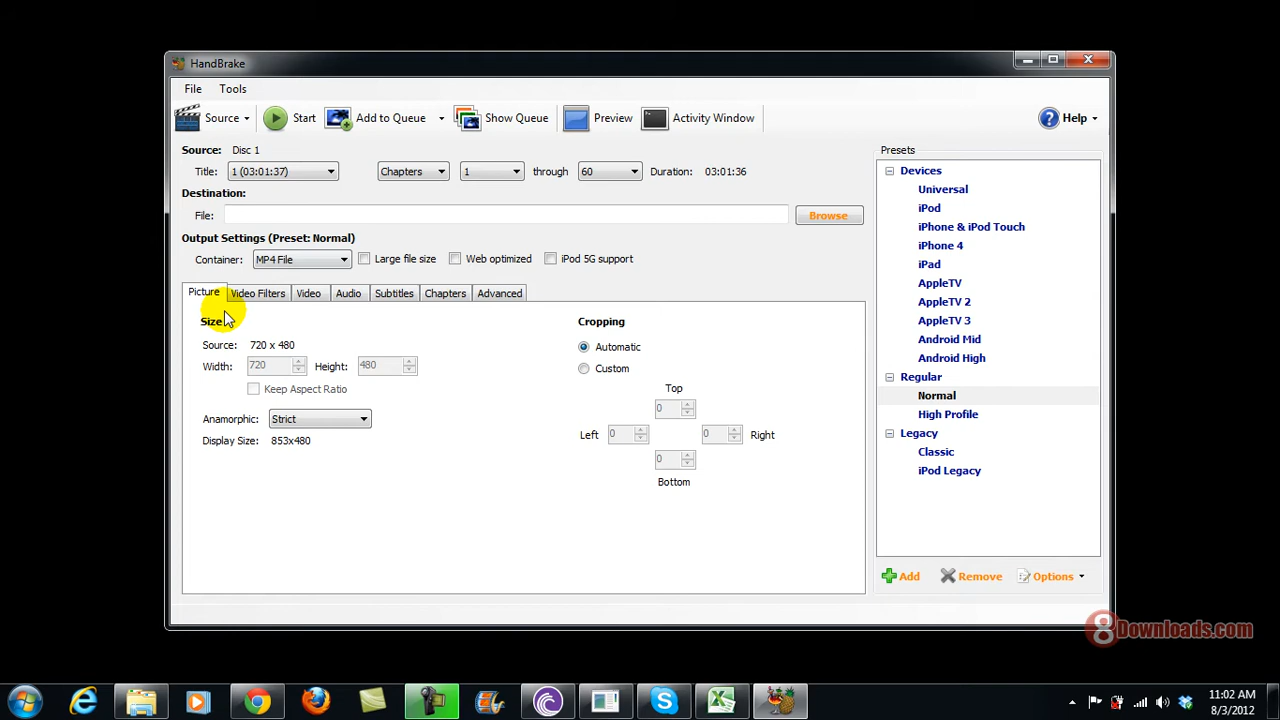 HandBrake
File Tools
Source Start Add to Queue Show Queue Preview Activity Window Help
Source: Disc 1
Title: 1 (03:01:37) Chapters 1 through 60 Duration: 03:01:36
Destination:
File: Browse
Output Settings (Preset: Normal)
Container: MP4 File Large file size Web optimized iPod 5G support
Picture Video Filters Video Audio Subtitles Chapters Advanced
Size
Source: 720 x 480
Width: 720 Height: 480
Keep Aspect Ratio
Anamorphic: Strict
Display Size: 853x480
Cropping
Automatic
Custom
Top
0
Left 0 0 Right
0
Bottom
Presets
Devices
Universal
iPod
iPhone & iPod Touch
iPhone 4
iPad
AppleTV
AppleTV 2
AppleTV 3
Android Mid
Android High
Regular
Normal
High Profile
Legacy
Classic
iPod Legacy
Add Remove Options
8Downloads.com
11:02 AM
8/3/2012